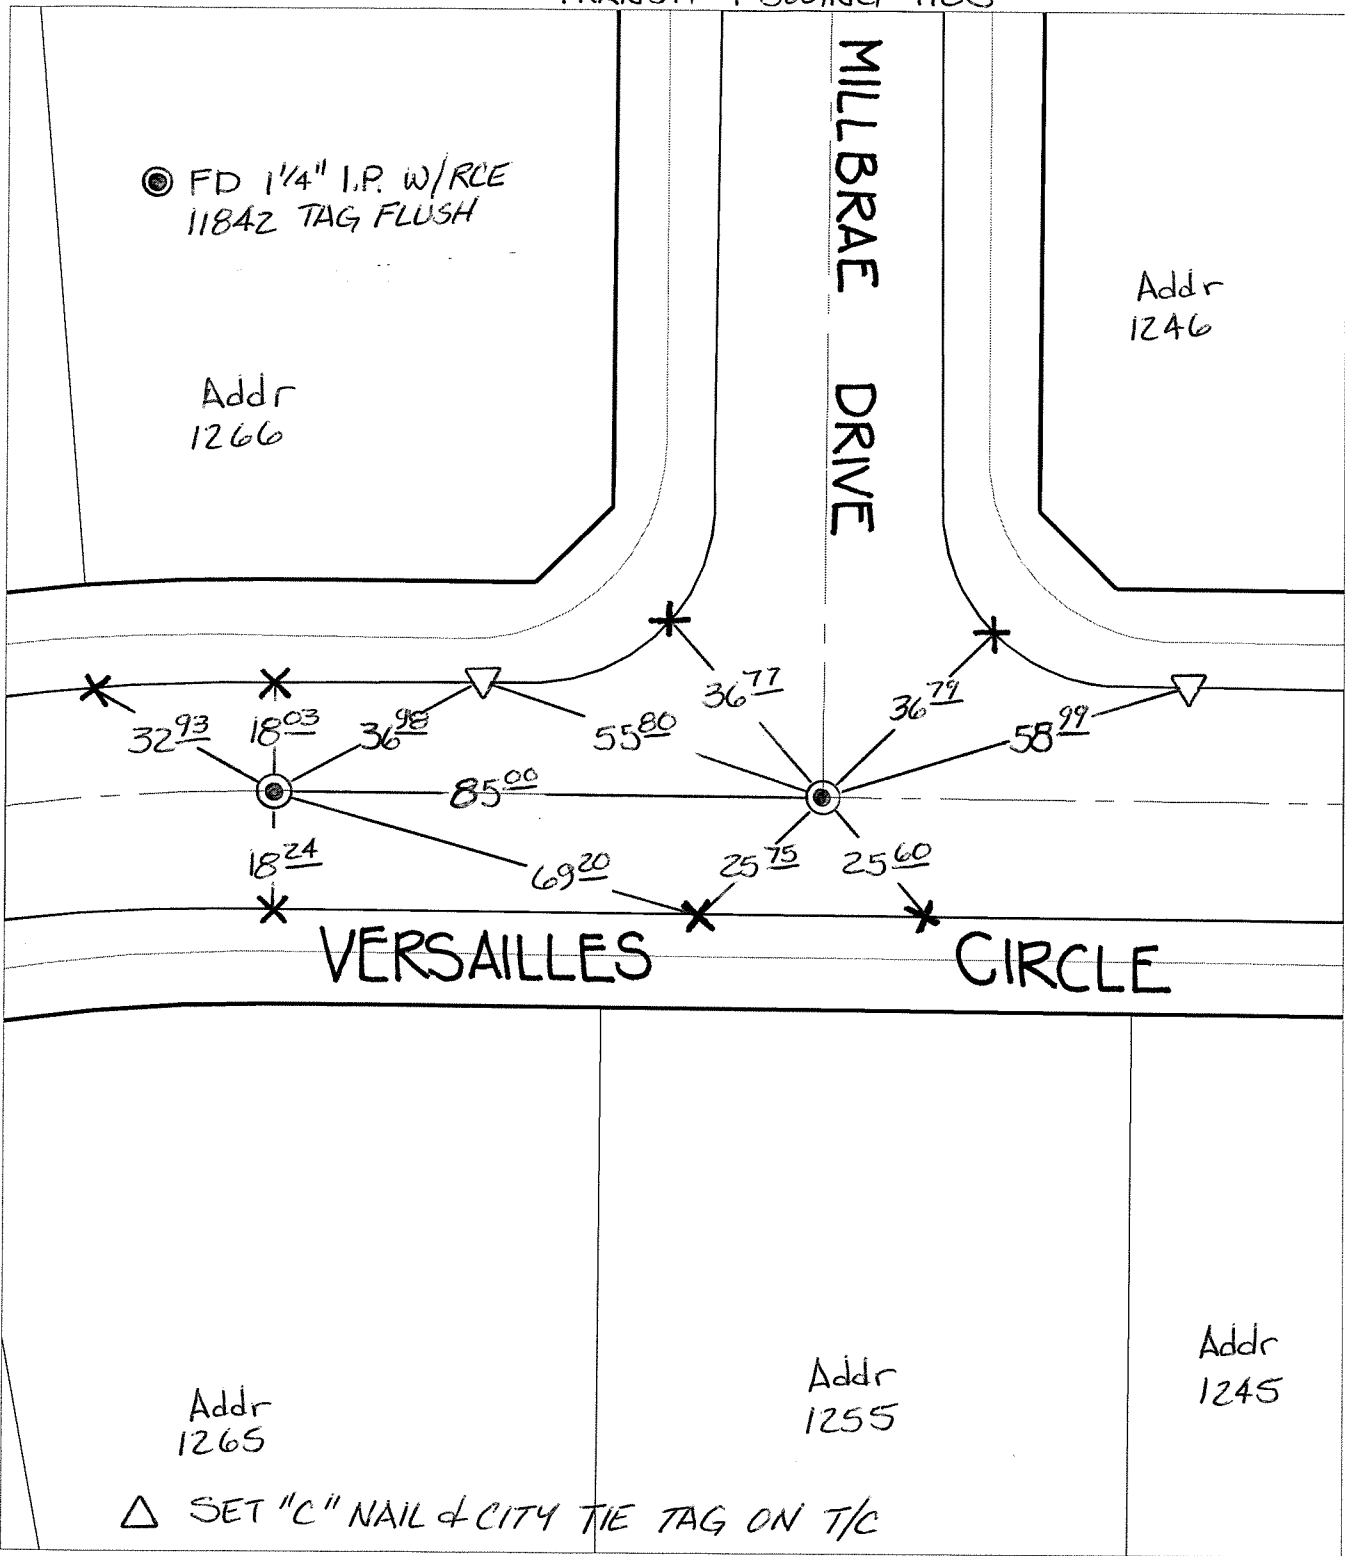 MILLBRAE DRIVE
FD 1 1/4" I.P. W/RCE
11842 TAG FLUSH
Addr
1246
Addr
1266
32 93
18 03
36 98
55 80
36 77
36 79
58 99
85 00
18 24
69 20
25 75
25 60
VERSAILLES CIRCLE
Addr
1265
Addr
1255
Addr
1245
SET "C" NAIL & CITY TIE TAG ON T/C